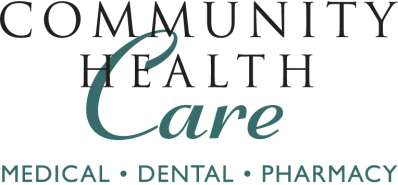 COMMUNITY
HEALTH
Care
MEDICAL • DENTAL • PHARMACY